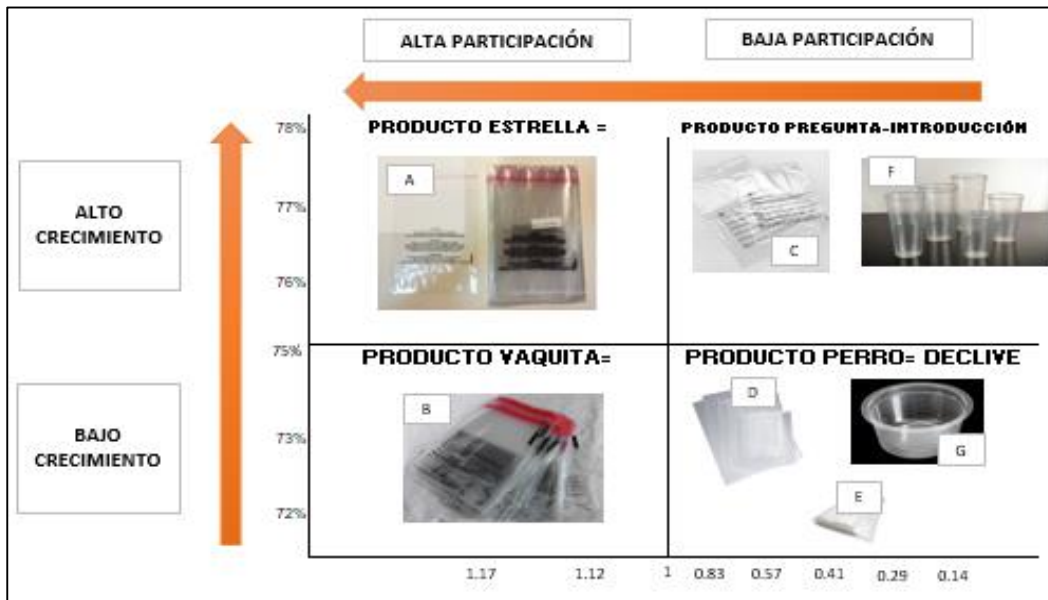 ALTA PARTICIPACIÓN
BAJA PARTICIPACIÓN
78%
PRODUCTO ESTRELLA =
PRODUCTO PREGUNTA-INTRODUCCIÓN
A
F
ALTO
CRECIMIENTO
77%
C
76%
75%
PRODUCTO VAQUITA=
PRODUCTO PERRO= DECLIVE
B
D
BAJO
CRECIMIENTO
73%
G
E
72%
1.17
1.12
1
0.83
0.57
0.41
0.29
0.14